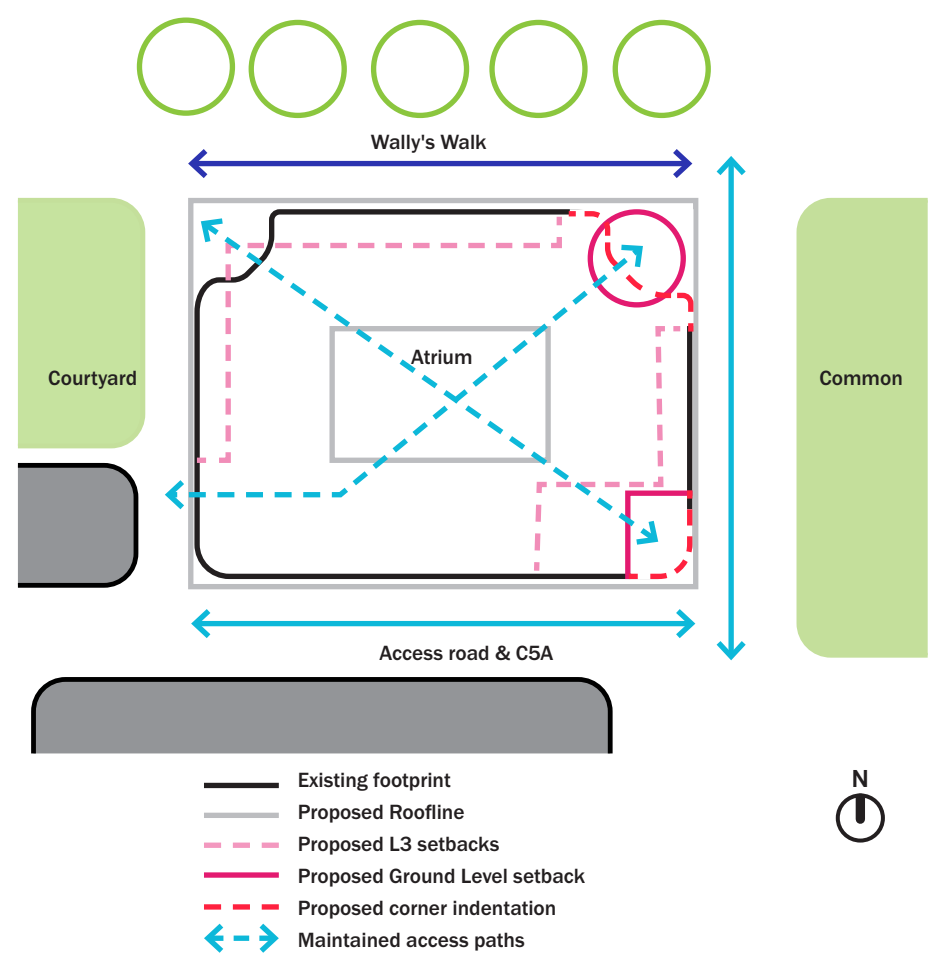 Wally's Walk
Atrium
Courtyard
Common
Access road & C5A
N
Existing footprint
Proposed Roofline
Proposed L3 setbacks
Proposed Ground Level setback
Proposed corner indentation
Maintained access paths